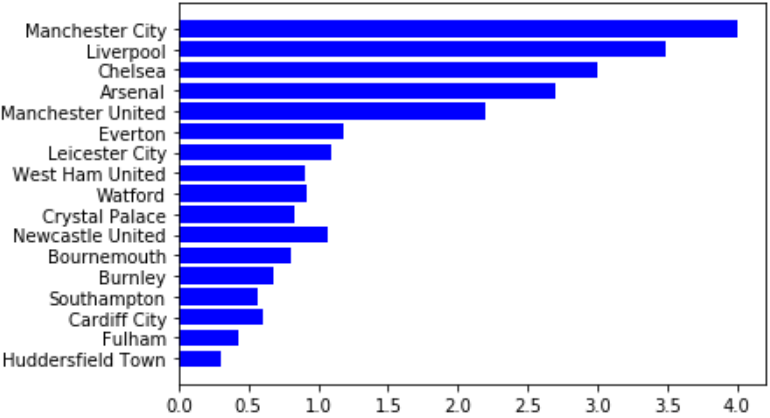 Manchester City
Liverpool
Chelsea
Arsenal
Manchester United
Everton
Leicester City
West Ham United
Watford
Crystal Palace
Newcastle United
Bournemouth
Burnley
Southampton
Cardiff City
Fulham
Huddersfield Town
0.0 0.5 1.0 1.5 2.0 2.5 3.0 3.5 4.0